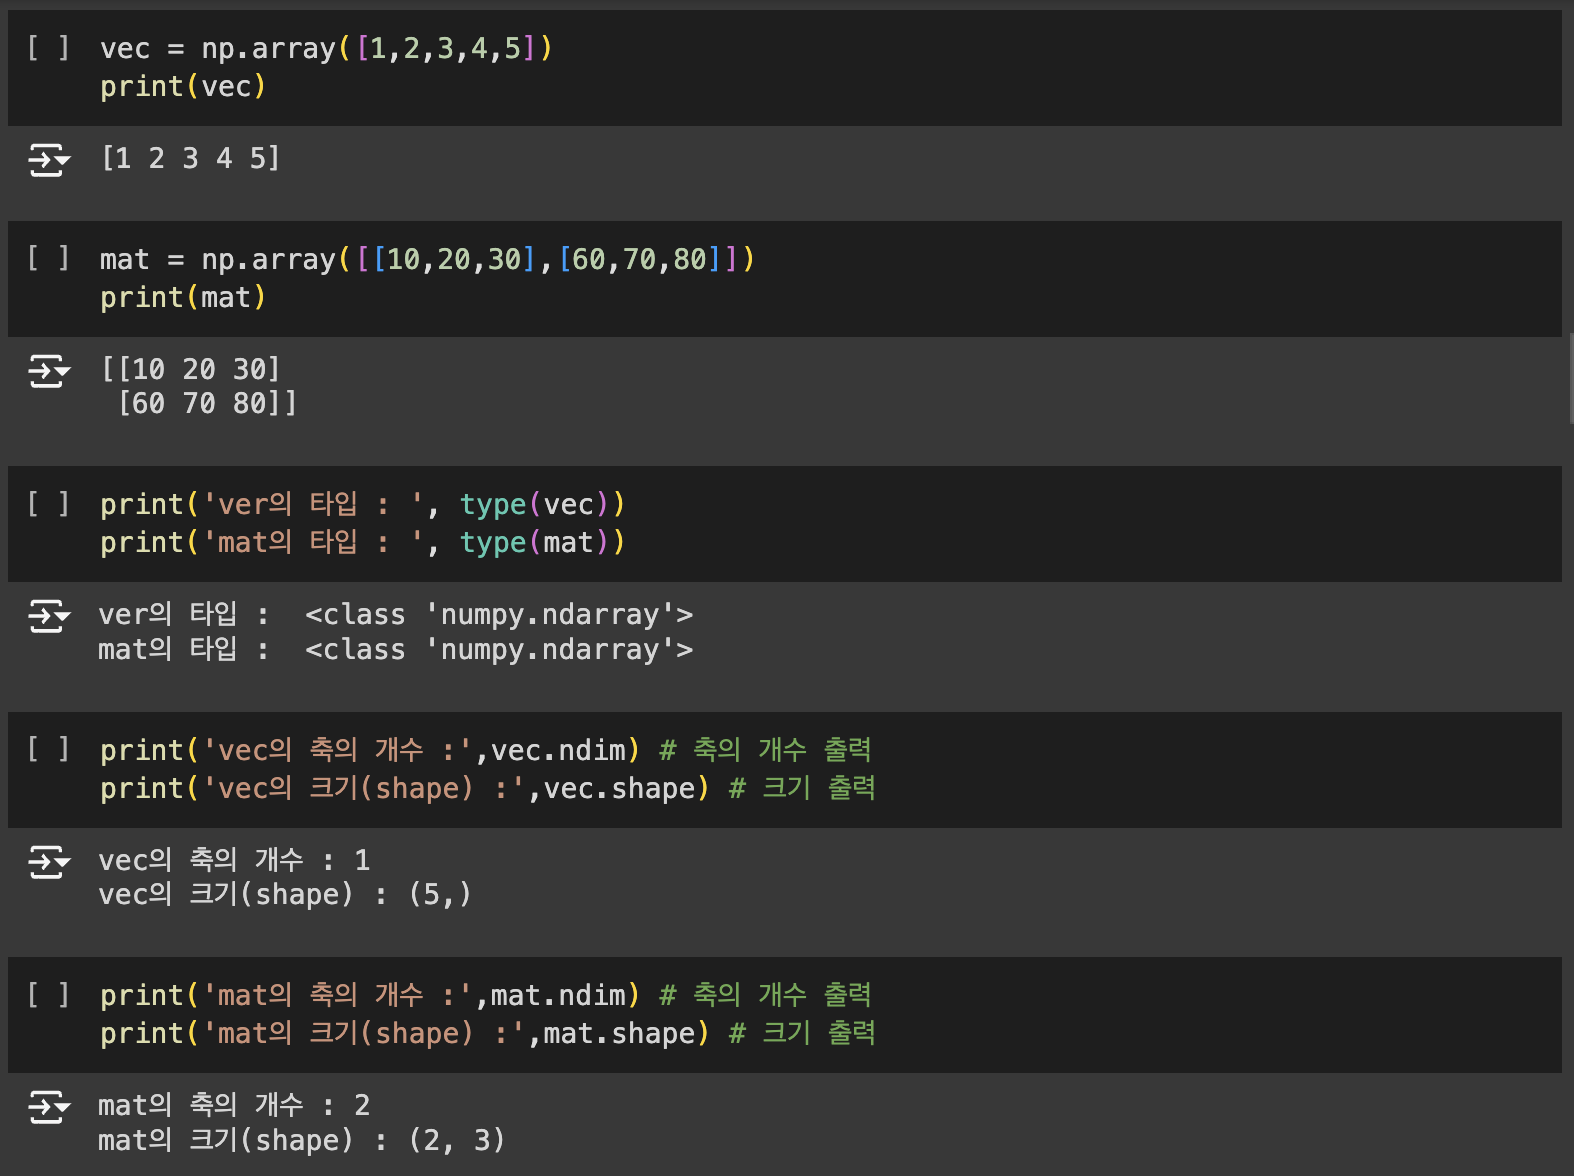 [ ] vec = np.array([1,2,3,4,5])
print(vec)
[1 2 3 4 5]
[ ] mat = np.array([[10,20,30],[60,70,80]])
print(mat)
[[10 20 30]
 [60 70 80]]
[ ] print('ver의 타입 : ', type(vec))
print('mat의 타입 : ', type(mat))
ver의 타입 :  <class 'numpy.ndarray'>
mat의 타입 :  <class 'numpy.ndarray'>
[ ] print('vec의 축의 개수 :',vec.ndim) # 축의 개수 출력
print('vec의 크기(shape) :',vec.shape) # 크기 출력
vec의 축의 개수 : 1
vec의 크기(shape) : (5,)
[ ] print('mat의 축의 개수 :',mat.ndim) # 축의 개수 출력
print('mat의 크기(shape) :',mat.shape) # 크기 출력
mat의 축의 개수 : 2
mat의 크기(shape) : (2, 3)